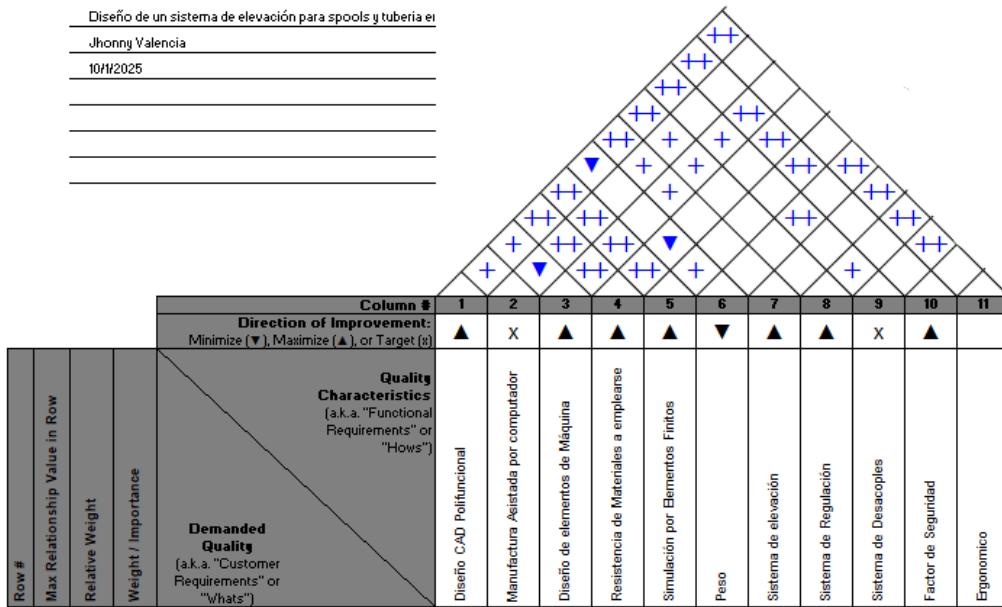 Diseño de un sistema de elevación para spools y tuberia en
Jhonny Valencia
10/1/2025
++
++
++
++ ++
++ + + ++
▼ + + ++ ++
++ + ++
++ ++ ++ ++
+ ++ ++ ▼ ++
+ ▼ ++ ++ + +
Column # 1 2 3 4 5 6 7 8 9 10 11
Direction of Improvement:
Minimize (▼), Maximize (▲), or Target (x) ▲ x ▲ ▲ ▲ ▼ ▲ ▲ x ▲
Row #
Max Relationship Value in Row
Relative Weight
Weight / Importance
Quality
Characteristics
(a.k.a. "Functional
Requirements" or
"Hows")
Demanded
Quality
(a.k.a. "Customer
Requirements" or
"Whats")
Diseño CAD Polifuncional
Manufactura Asistada por computador
Diseño de elementos de Máquina
Resistencia de Materiales a emplearse
Simulación por Elementos Finitos
Peso
Sistema de elevación
Sistema de Regulación
Sistema de Desacoples
Factor de Seguridad
Ergonomico